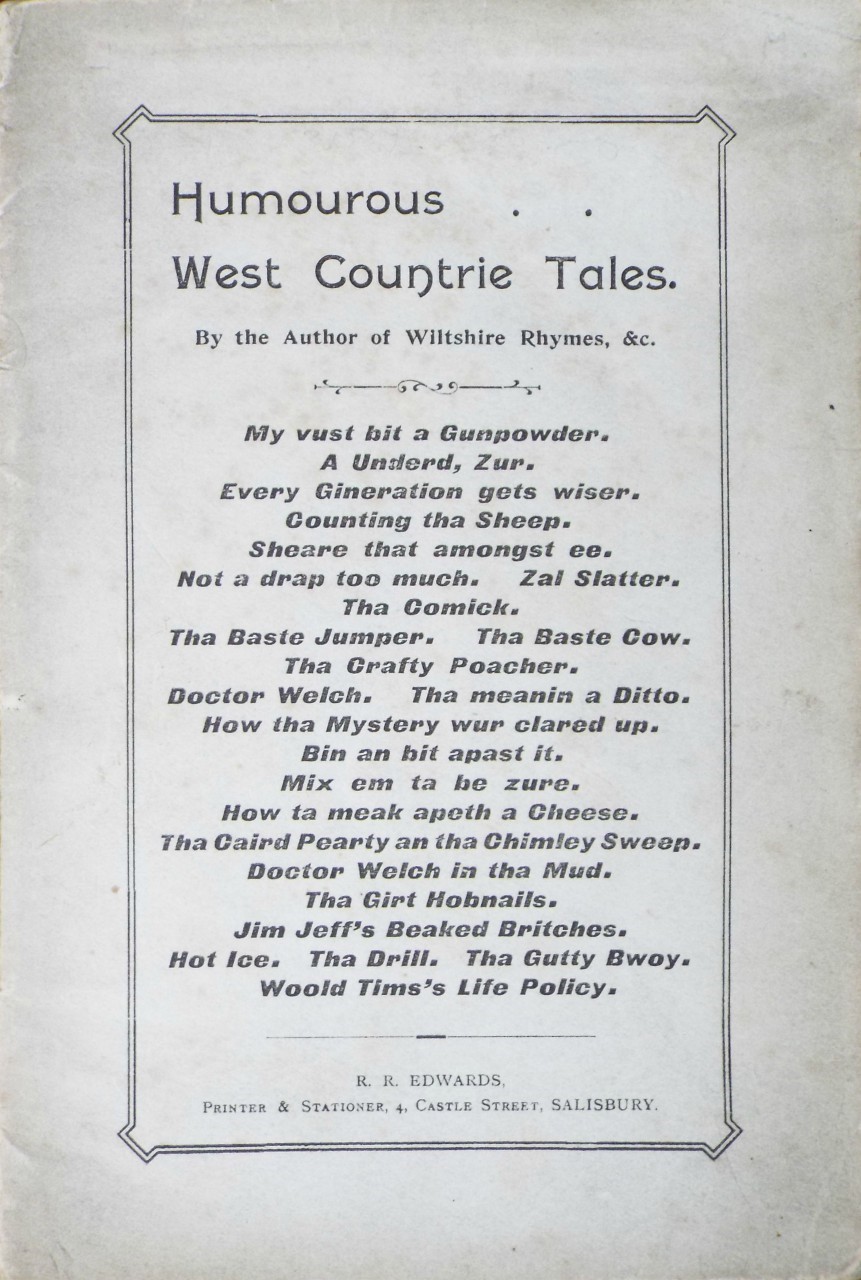 Humourous . .
West Countrie Tales.
By the Author of Wiltshire Rhymes, &c.
My vust bit a Gunpowder.
A Underd, Zur.
Every Gineration gets wiser.
Counting tha Sheep.
Sheare that amongst ee.
Not a drap too much. Zal Slatter.
Tha Comick.
Tha Baste Jumper. Tha Baste Cow.
Tha Crafty Poacher.
Doctor Welch. Tha meanin a Ditto.
How tha Mystery wur clared up.
Bin an bit apast it.
Mix em ta be zure.
How ta meak apeth a Cheese.
Tha Caird Pearty an tha Chimley Sweep.
Doctor Welch in tha Mud.
Tha Girt Hobnails.
Jim Jeff's Beaked Britches.
Hot Ice. Tha Drill. Tha Gutty Bwoy.
Woold Tims's Life Policy.
R. R. EDWARDS,
PRINTER & STATIONER, 4, CASTLE STREET, SALISBURY.